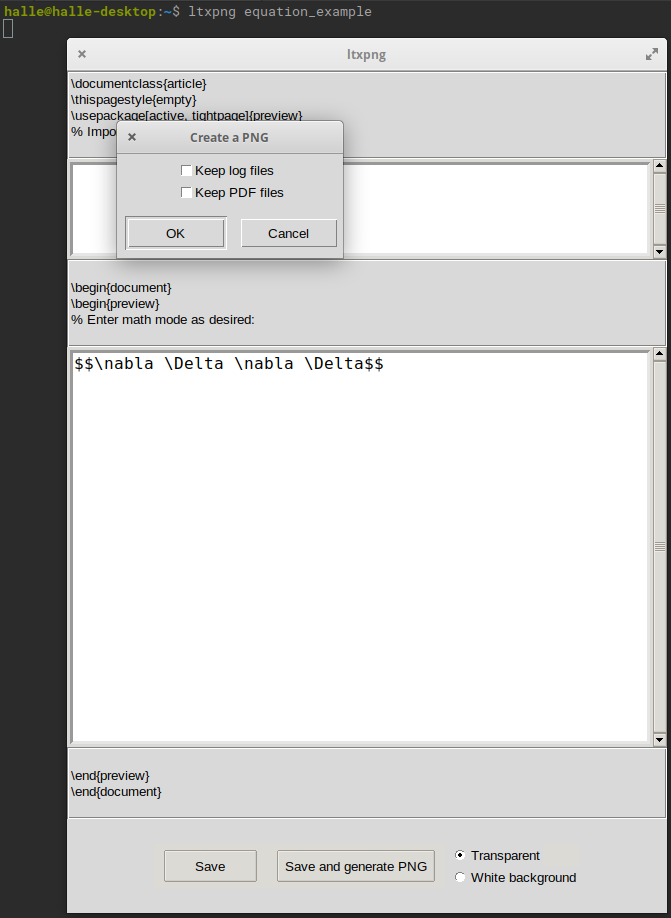 halle@halle-desktop:~$ ltxpng equation_example
ltxpng
\documentclass{article}
\thispagestyle{empty}
\usepackage[active, tightpage]{preview}
% Impo
Create a PNG
Keep log files
Keep PDF files
OK Cancel
\begin{document}
\begin{preview}
% Enter math mode as desired:
$$\nabla \Delta \nabla \Delta$$
\end{preview}
\end{document}
Save Save and generate PNG
Transparent
White background